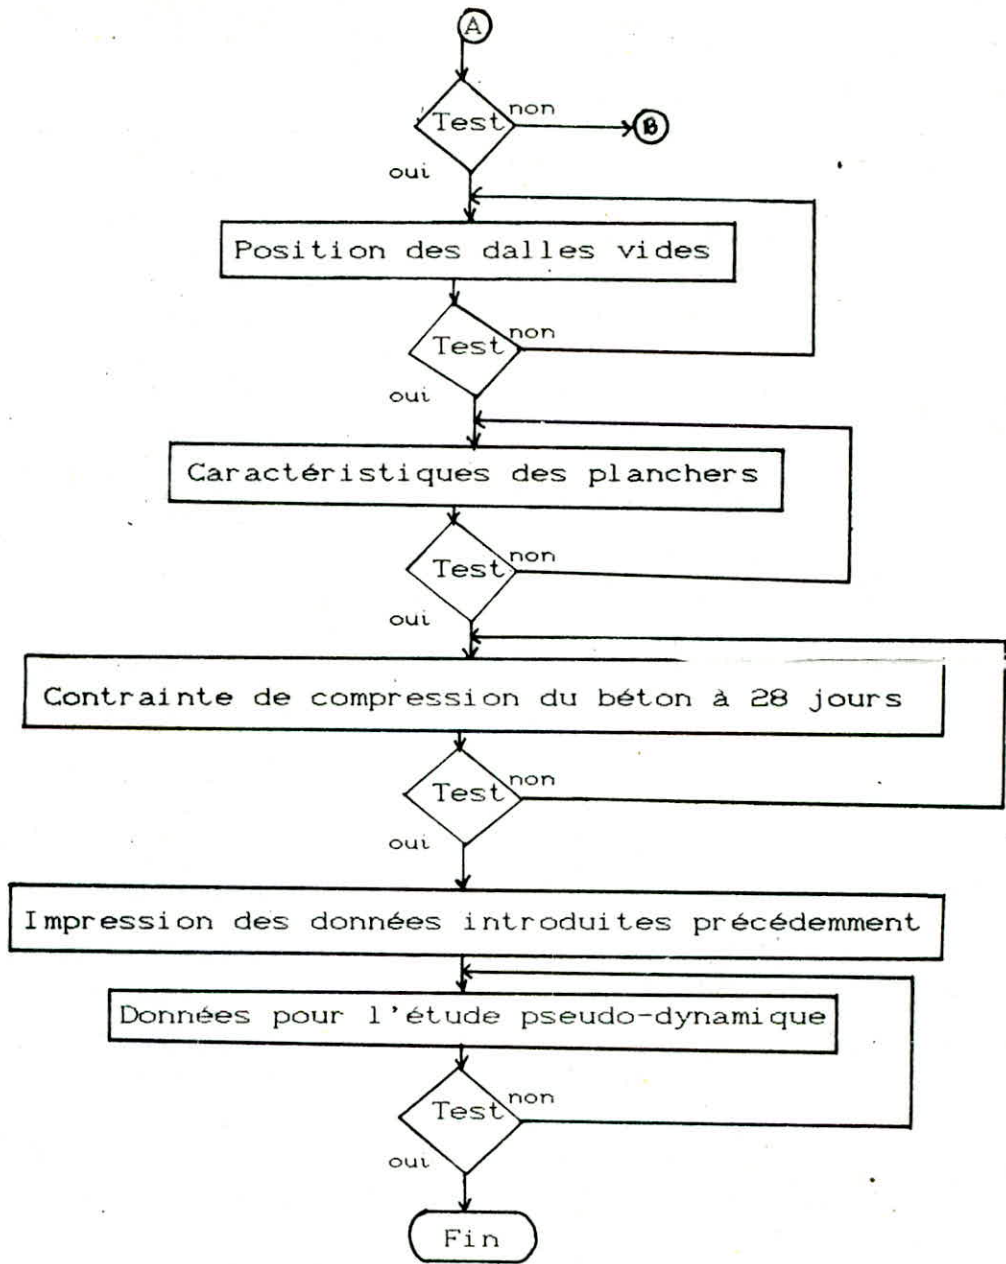 A
Test non
B
oui
Position des dalles vides
Test non
oui
Caractéristiques des planchers
Test non
oui
Contrainte de compression du béton à 28 jours
Test non
oui
Impression des données introduites précédemment
Données pour l'étude pseudo-dynamique
Test non
oui
Fin